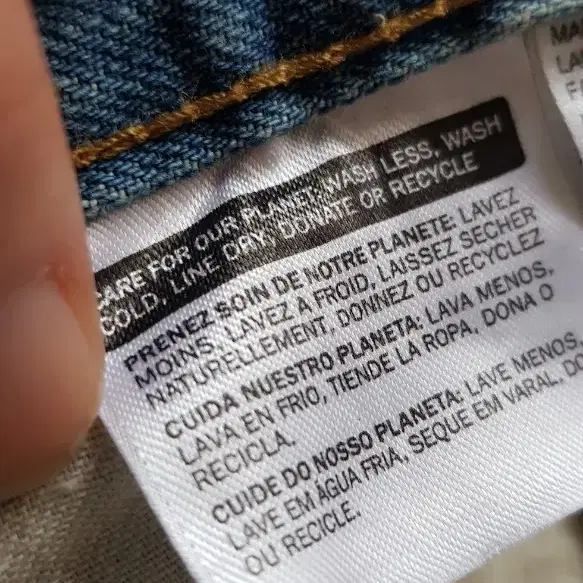 CARE FOR OUR PLANET: WASH LESS, WASH
COLD, LINE DRY, DONATE OR RECYCLE
PRENEZ SOIN DE NOTRE PLANETE: LAVEZ
MOINS, LAVEZ A FROID, LAISSEZ SECHER
NATURELLEMENT, DONNEZ OU RECYCLEZ
CUIDA NUESTRO PLANETA: LAVA MENOS,
LAVA EN FRIO, TIENDE LA ROPA, DONA O
RECICLA.
CUIDE DO NOSSO PLANETA: LAVE MENOS,
LAVE EM ÁGUA FRIA, SEQUE EM VARAL, DO
OU RECICLE.
MA
LA
FA